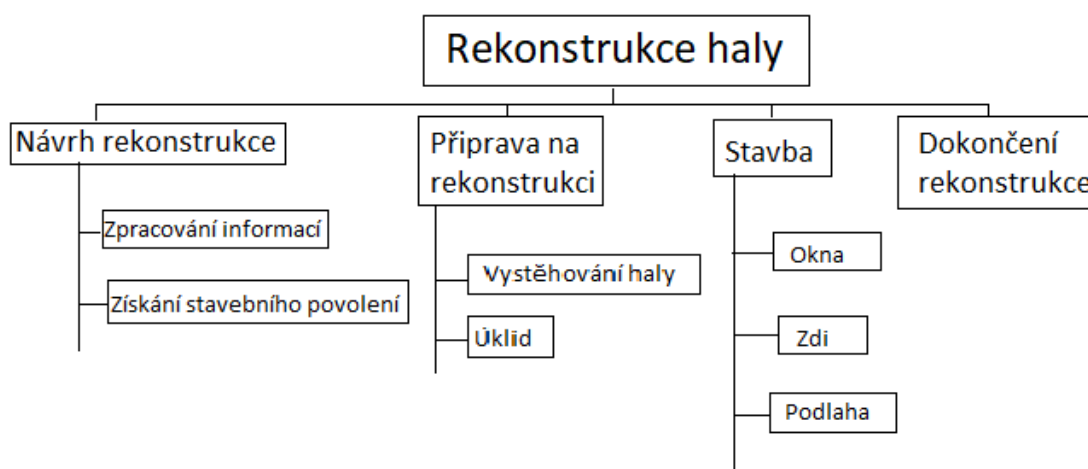 Rekonstrukce haly
Návrh rekonstrukce
Zpracování informací
Získání stavebního povolení
Připrava na
rekonstrukci
Vystěhování haly
Úklid
Stavba
Okna
Zdi
Podlaha
Dokončení
rekonstrukce